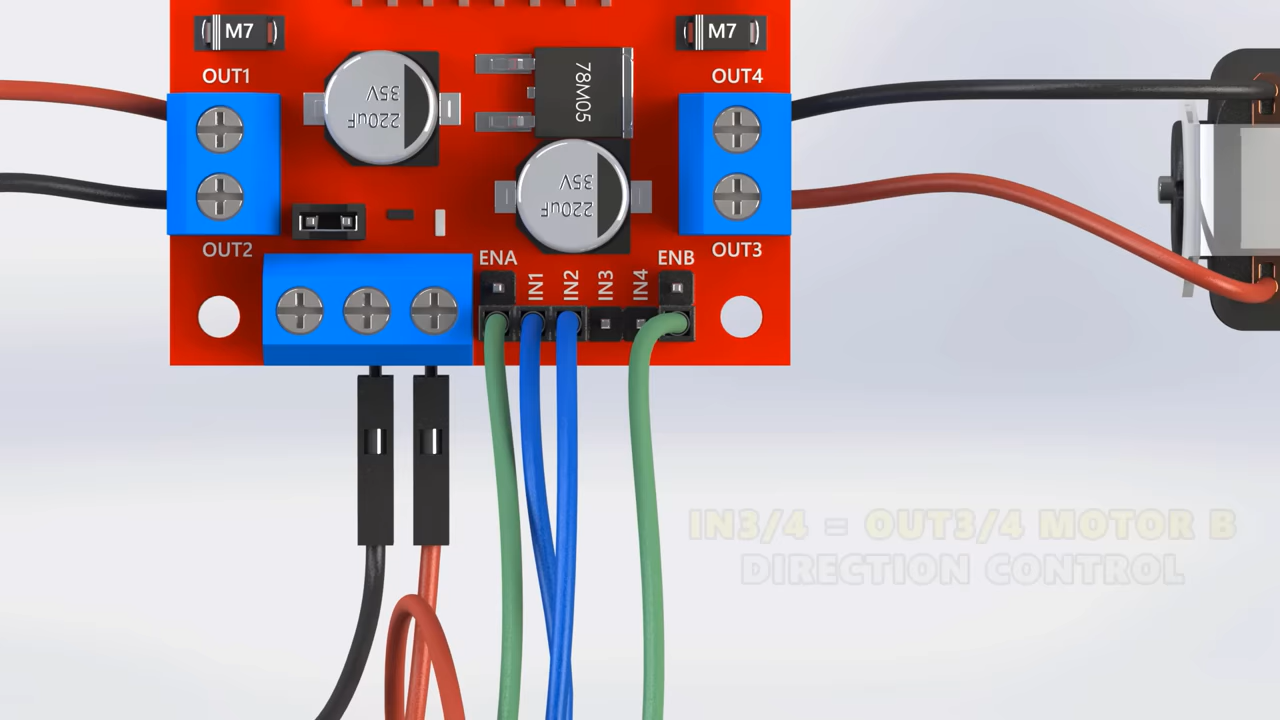 M7
M7
OUT1
OUT4
35V
220uF
78M05
35V
220uF
OUT2
OUT3
ENA
IN1
IN2
IN3
IN4
ENB
IN3/4 = OUT3/4 MOTOR B
DIRECTION CONTROL